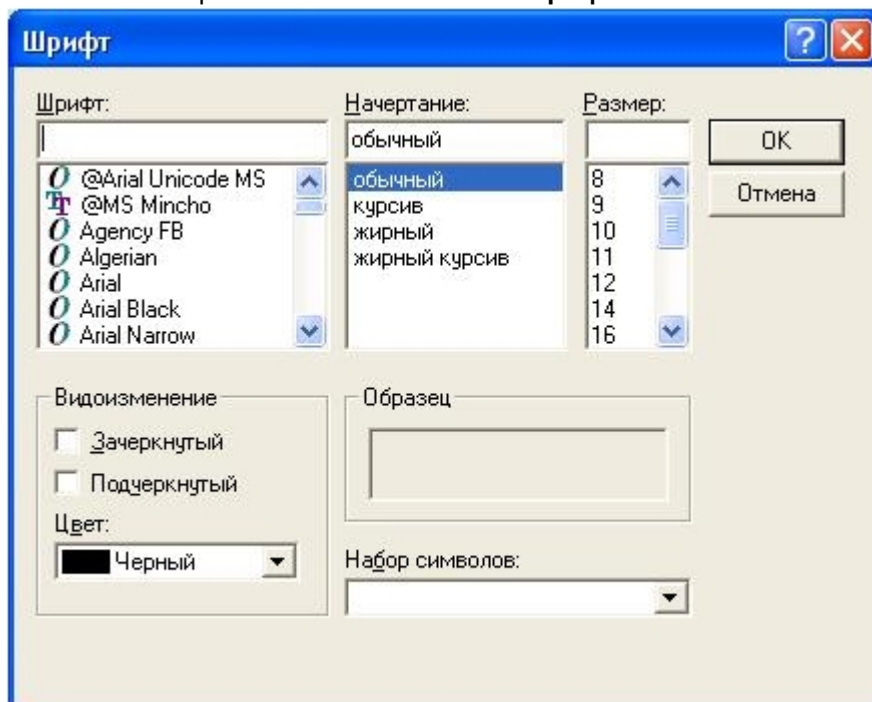 Шрифт
Шрифт:
Начертание:
Размер:
обычный
ОК
@Arial Unicode MS
@MS Mincho
Agency FB
Algerian
Arial
Arial Black
Arial Narrow
обычный
курсив
жирный
жирный курсив
8
9
10
11
12
14
16
Отмена
Видоизменение
Зачеркнутый
Подчеркнутый
Цвет:
Черный
Образец
Набор символов: